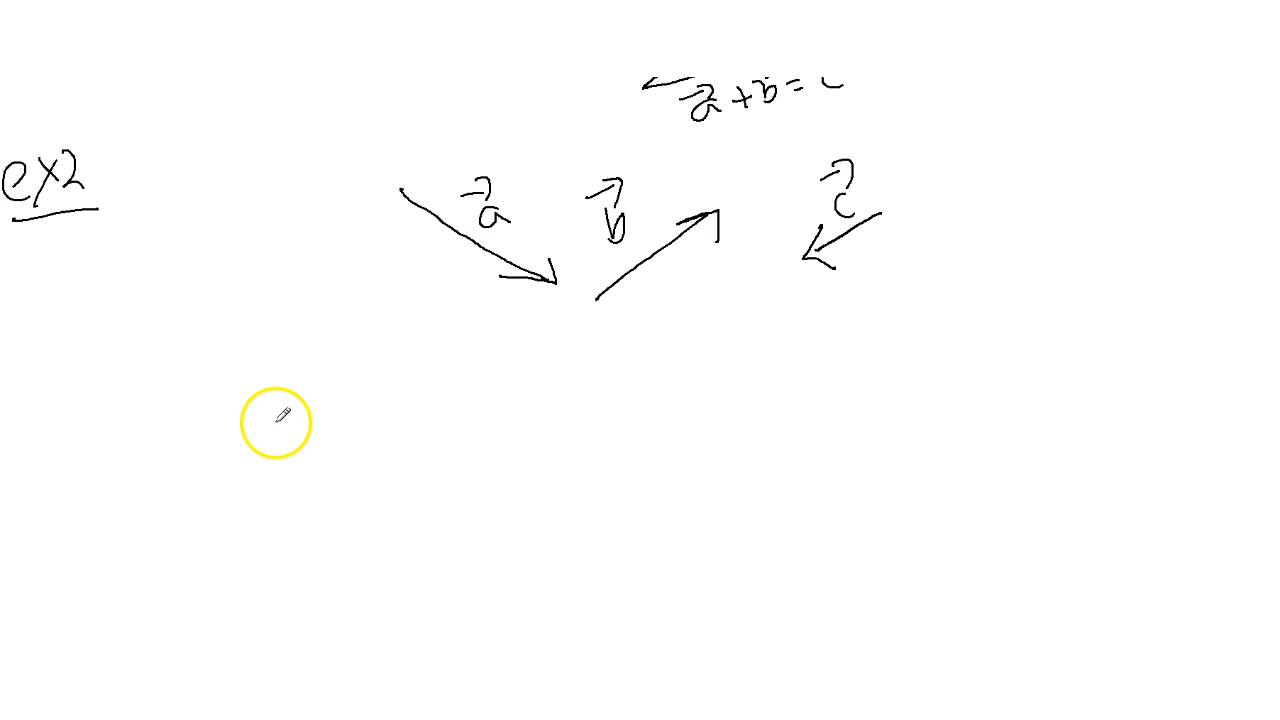 a⃗ + b = c
ex2
a⃗ b⃗ c⃗